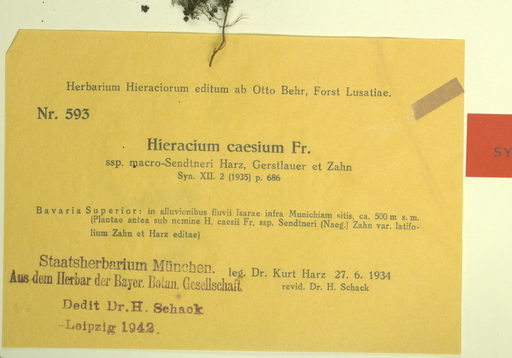 Herbarium Hieraciorum editum ab Otto Behr, Forst Lusatiae.
Nr. 593
Hieracium caesium Fr.
ssp. macro-Sendtneri Harz, Gerstlauer et Zahn
Syn. XII. 2 (1935) p. 686
Bavaria Superior: in alluvionibus fluvii Isarae infra Munichiam sitis, ca. 500 m s. m.
(Plantae antea sub nomine H. caesii Fr. ssp. Sendtneri (Naeg.) Zahn var. latifo-
lium Zahn et Harz editae)
Staatsherbarium München.
Aus dem Herbar der Bayer. Botan. Gesellschaft.
leg. Dr. Kurt Harz 27. 6. 1934
revid. Dr. H. Schack
Dedit Dr. H. Schack
Leipzig 1942.
SY